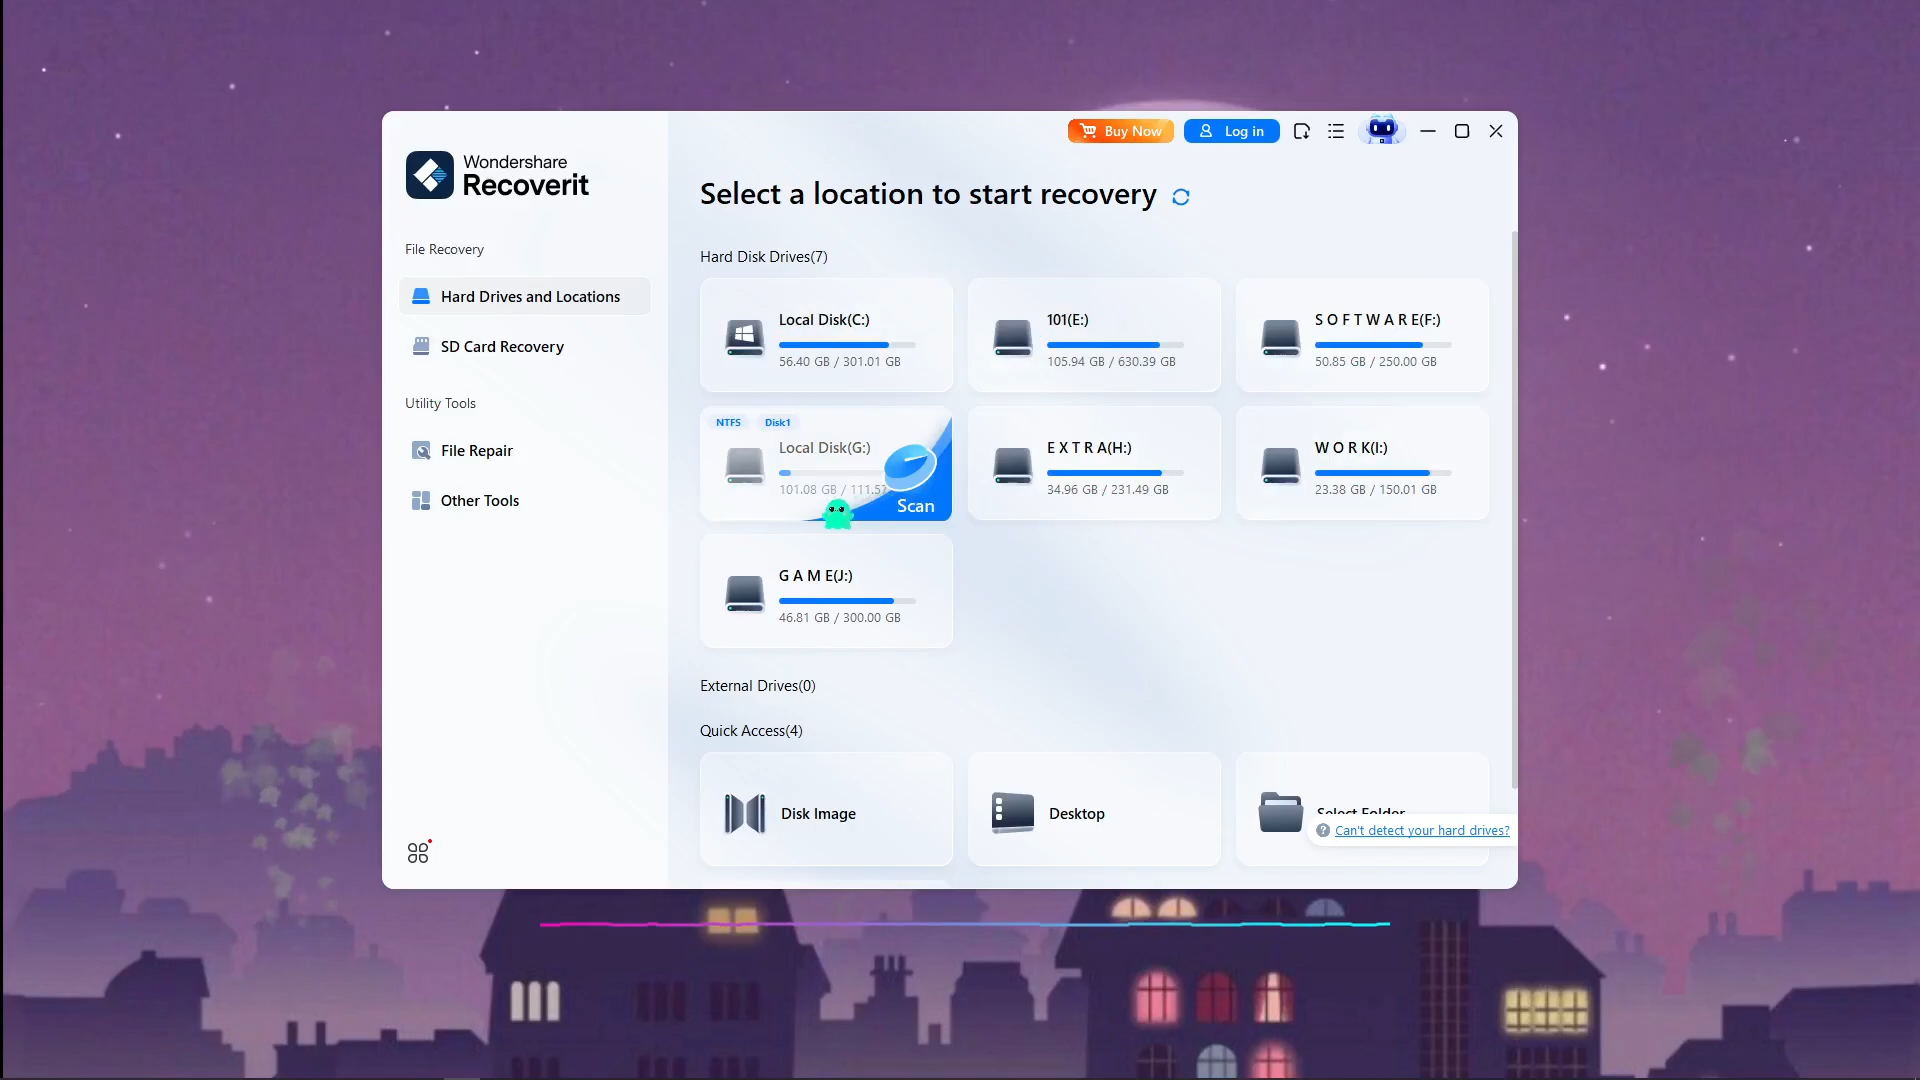 Buy Now
Log in
Wondershare
Recoverit
Select a location to start recovery
File Recovery
Hard Drives and Locations
SD Card Recovery
Utility Tools
File Repair
Other Tools
Hard Disk Drives(7)
Local Disk(C:)
56.40 GB / 301.01 GB
101(E:)
105.94 GB / 630.39 GB
S O F T W A R E(F:)
50.85 GB / 250.00 GB
NTFS
Disk1
Local Disk(G:)
101.08 GB / 111.57
Scan
E X T R A(H:)
34.96 GB / 231.49 GB
W O R K(I:)
23.38 GB / 150.01 GB
G A M E(J:)
46.81 GB / 300.00 GB
External Drives(0)
Quick Access(4)
Disk Image
Desktop
Select Folder
Can't detect your hard drives?